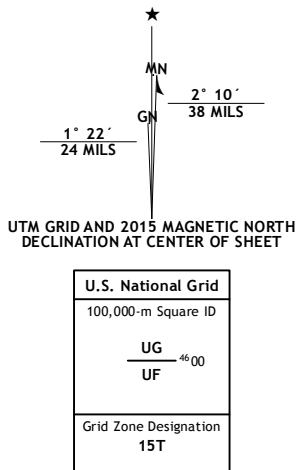 ★
MN
GN
2° 10´
38 MILS
1° 22´
24 MILS
UTM GRID AND 2015 MAGNETIC NORTH
DECLINATION AT CENTER OF SHEET
U.S. National Grid
100,000-m Square ID
UG
4600
UF
Grid Zone Designation
15T